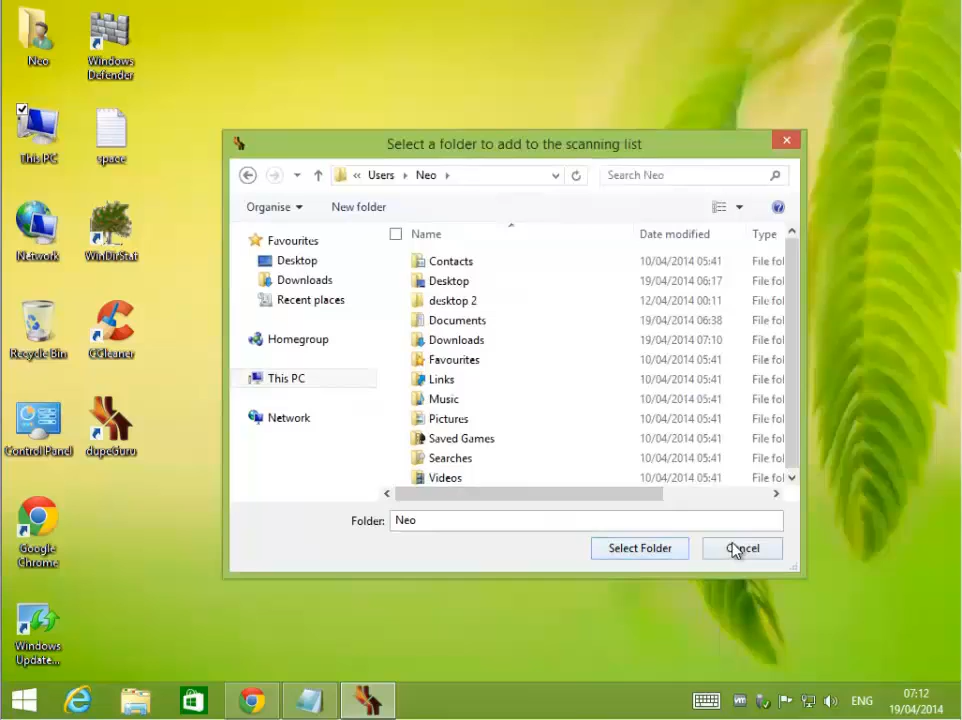 Neo
Windows Defender
This PC
space
Network
WinDirStat
Recycle Bin
CCleaner
Control Panel
dupeGuru
Google Chrome
Windows Update...
Select a folder to add to the scanning list
« Users Neo
Search Neo
Organise New folder
Favourites
Desktop
Downloads
Recent places
Homegroup
This PC
Network
Name Date modified Type
Contacts 10/04/2014 05:41 File fol
Desktop 19/04/2014 06:17 File fol
desktop 2 12/04/2014 00:11 File fol
Documents 19/04/2014 06:38 File fol
Downloads 19/04/2014 07:10 File fol
Favourites 10/04/2014 05:41 File fol
Links 10/04/2014 05:41 File fol
Music 10/04/2014 05:41 File fol
Pictures 10/04/2014 05:41 File fol
Saved Games 10/04/2014 05:41 File fol
Searches 10/04/2014 05:41 File fol
Videos 10/04/2014 05:41 File fol
Folder: Neo
Select Folder Cancel
ENG
07:12
19/04/2014